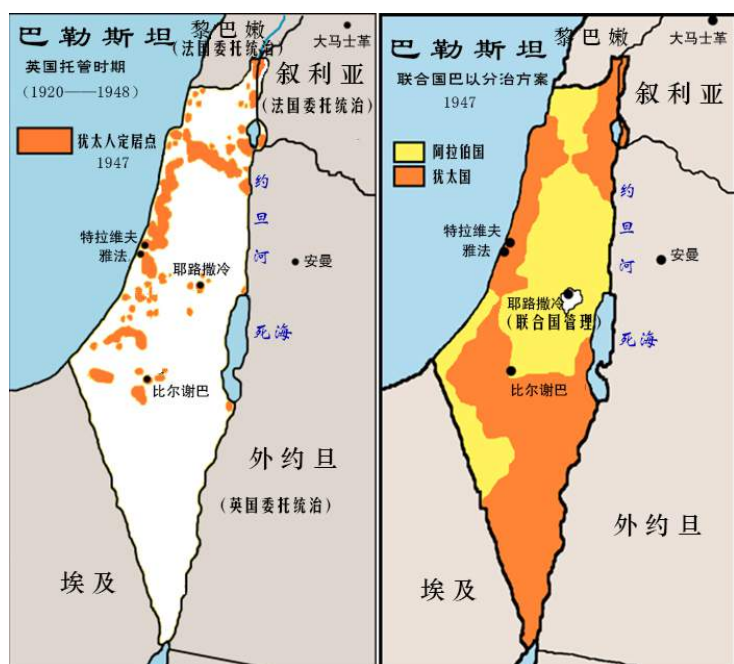 巴勒斯坦
英国托管时期
(1920——1948)
犹太人定居点
1947
黎巴嫩
(法国委托统治)
大马士革
叙利亚
(法国委托统治)
约旦河
特拉维夫
雅法
耶路撒冷
安曼
死海
比尔谢巴
外约旦
(英国委托统治)
埃及
巴勒斯坦
联合国巴以分治方案
1947
阿拉伯国
犹太国
黎巴嫩
大马士革
叙利亚
约旦河
特拉维夫
雅法
安曼
耶路撒冷
(联合国管理)
死海
比尔谢巴
外约旦
埃及